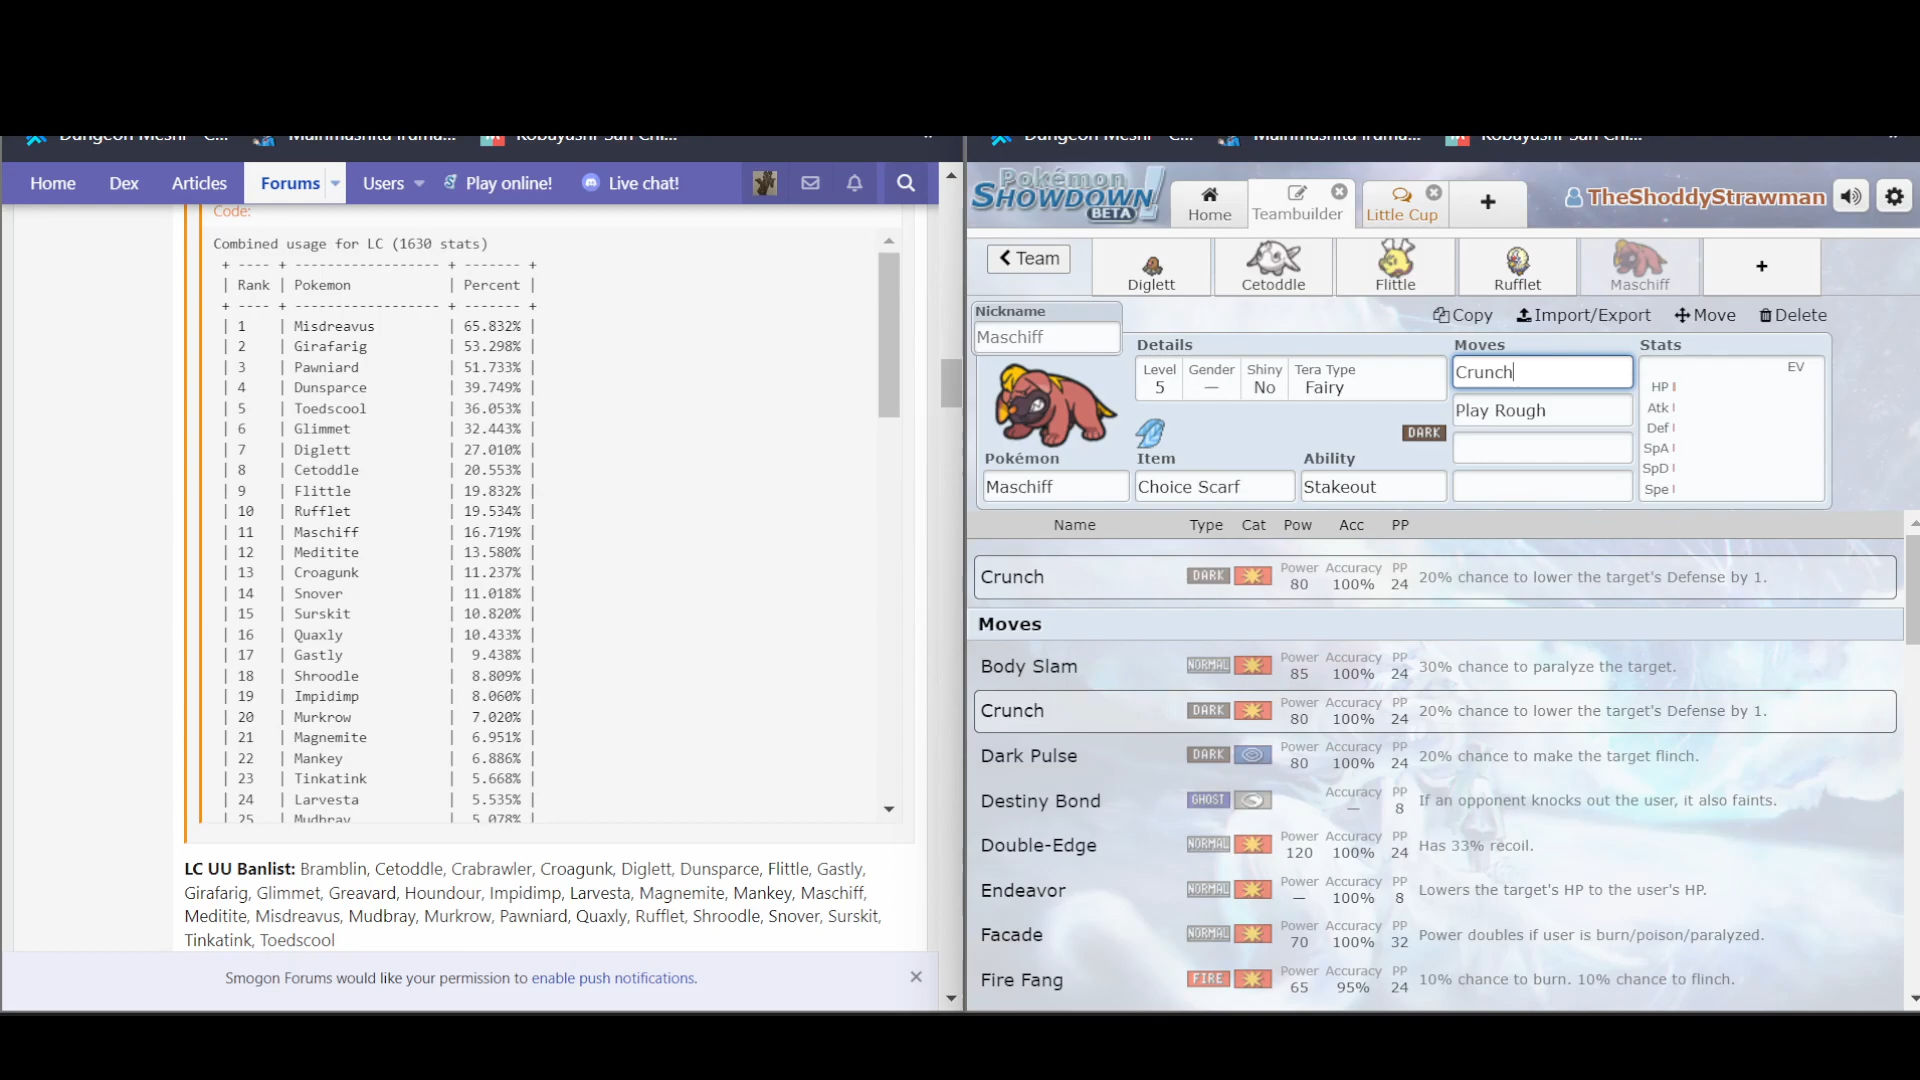 Home Dex Articles Forums Users Play online! Live chat!
Code:
Combined usage for LC (1630 stats)
+ ---- + ------------------ + ------- +
| Rank | Pokemon | Percent |
+ ---- + ------------------ + ------- +
| 1 | Misdreavus | 65.832% |
| 2 | Girafarig | 53.298% |
| 3 | Pawniard | 51.733% |
| 4 | Dunsparce | 39.749% |
| 5 | Toedscool | 36.053% |
| 6 | Glimmet | 32.443% |
| 7 | Diglett | 27.010% |
| 8 | Cetoddle | 20.553% |
| 9 | Flittle | 19.832% |
| 10 | Rufflet | 19.534% |
| 11 | Maschiff | 16.719% |
| 12 | Meditite | 13.580% |
| 13 | Croagunk | 11.237% |
| 14 | Snover | 11.018% |
| 15 | Surskit | 10.820% |
| 16 | Quaxly | 10.433% |
| 17 | Gastly | 9.438% |
| 18 | Shroodle | 8.809% |
| 19 | Impidimp | 8.060% |
| 20 | Murkrow | 7.020% |
| 21 | Magnemite | 6.951% |
| 22 | Mankey | 6.886% |
| 23 | Tinkatink | 5.668% |
| 24 | Larvesta | 5.535% |
| 25 | Mudbray | 5.078% |
LC UU Banlist: Bramblin, Cetoddle, Crabrawler, Croagunk, Diglett, Dunsparce, Flittle, Gastly,
Girafarig, Glimmet, Greavard, Houndour, Impidimp, Larvesta, Magnemite, Mankey, Maschiff,
Meditite, Misdreavus, Mudbray, Murkrow, Pawniard, Quaxly, Rufflet, Shroodle, Snover, Surskit,
Tinkatink, Toedscool
Smogon Forums would like your permission to enable push notifications.
Pokémon
SHOWDOWN!
BETA
Home Teambuilder Little Cup + TheShoddyStrawman
Team
Diglett Cetoddle Flittle Rufflet Maschiff +
Copy Import/Export Move Delete
Nickname
Maschiff
Details
Level Gender Shiny Tera Type
5 — No Fairy
DARK
Pokémon Item Ability
Maschiff Choice Scarf Stakeout
Moves
Crunch
Play Rough
Stats
EV
HP
Atk
Def
SpA
SpD
Spe
Name Type Cat Pow Acc PP
Crunch DARK Power 80 Accuracy 100% PP 24 20% chance to lower the target's Defense by 1.
Moves
Body Slam NORMAL Power 85 Accuracy 100% PP 24 30% chance to paralyze the target.
Crunch DARK Power 80 Accuracy 100% PP 24 20% chance to lower the target's Defense by 1.
Dark Pulse DARK Power 80 Accuracy 100% PP 24 20% chance to make the target flinch.
Destiny Bond GHOST Accuracy — PP 8 If an opponent knocks out the user, it also faints.
Double-Edge NORMAL Power 120 Accuracy 100% PP 24 Has 33% recoil.
Endeavor NORMAL Power — Accuracy 100% PP 8 Lowers the target's HP to the user's HP.
Facade NORMAL Power 70 Accuracy 100% PP 32 Power doubles if user is burn/poison/paralyzed.
Fire Fang FIRE Power 65 Accuracy 95% PP 24 10% chance to burn. 10% chance to flinch.